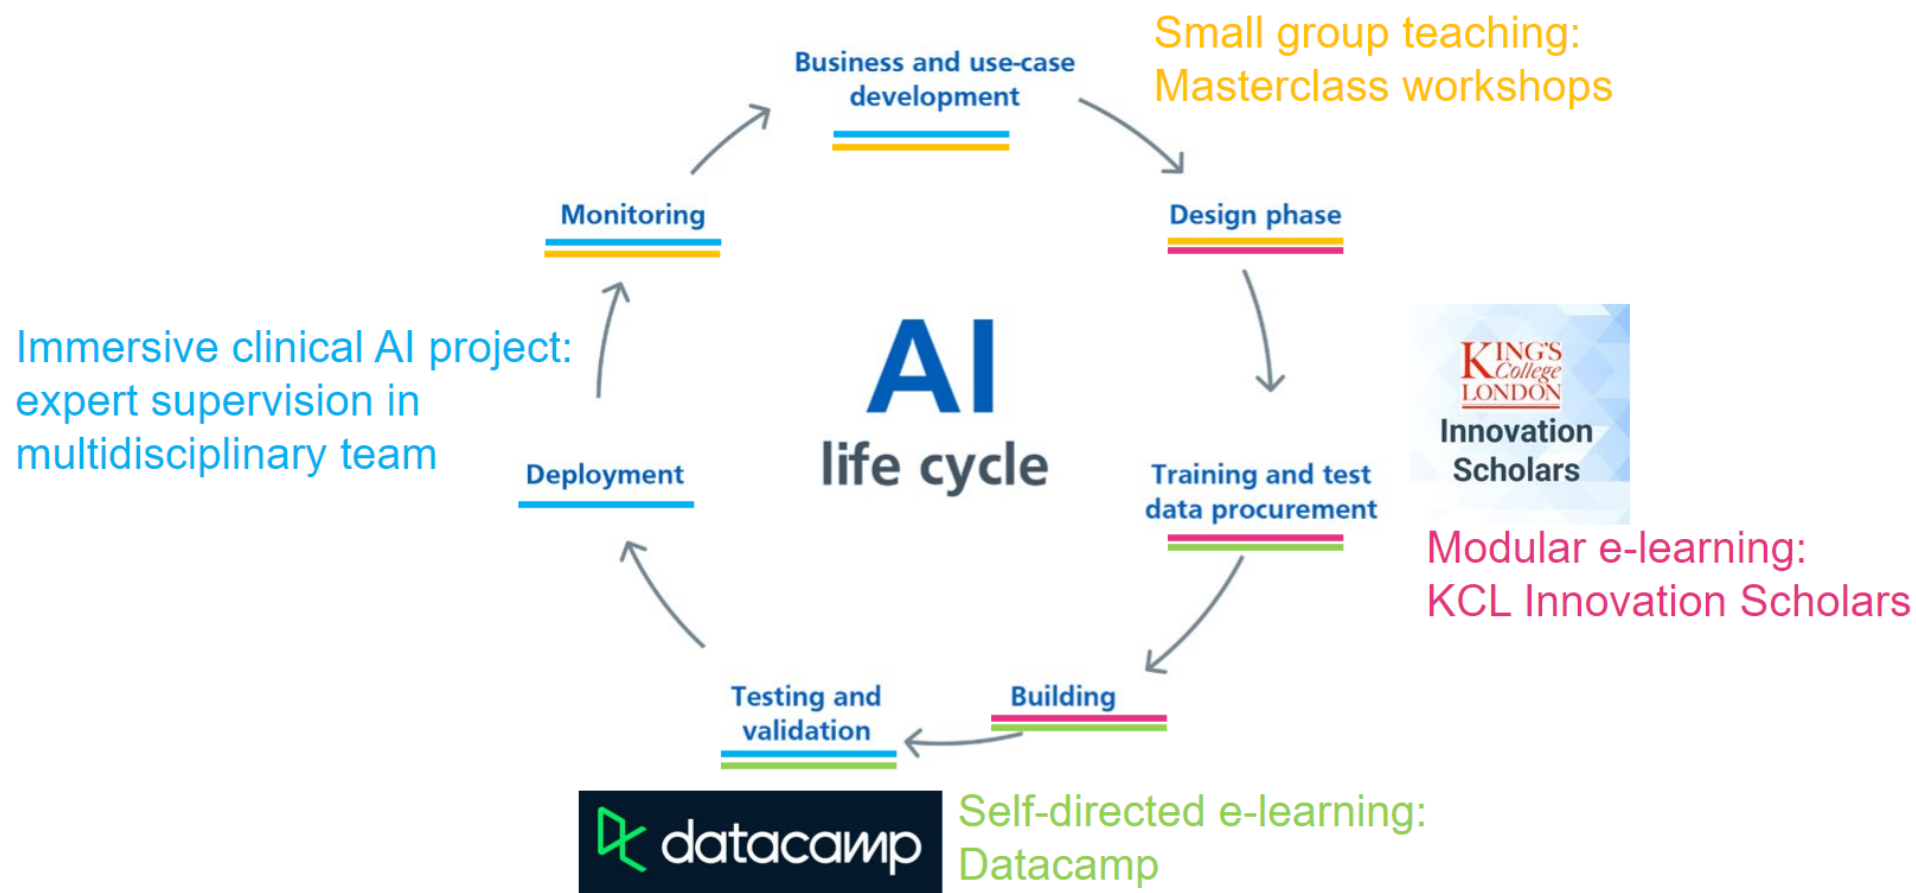 Small group teaching:
Masterclass workshops
Business and use-case
development
Monitoring
Design phase
Immersive clinical AI project:
expert supervision in
multidisciplinary team
AI
life cycle
KING'S
College
LONDON
Innovation
Scholars
Deployment
Training and test
data procurement
Modular e-learning:
KCL Innovation Scholars
Testing and
validation
Building
datacamp
Self-directed e-learning:
Datacamp